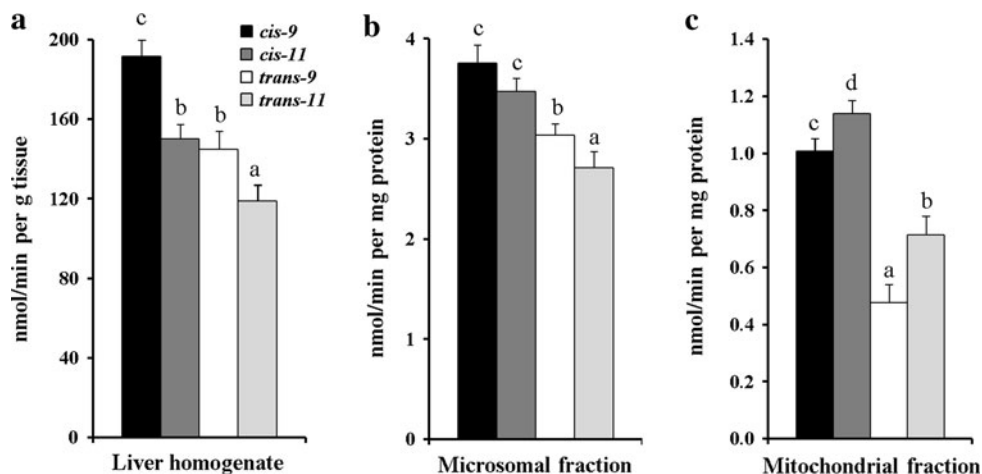 a
nmol/min per g tissue
200
160
120
80
40
0
c
b
b
a
cis-9
cis-11
trans-9
trans-11
Liver homogenate
b
nmol/min per mg protein
4
3
2
1
0
c
c
b
a
Microsomal fraction
c
nmol/min per mg protein
1.4
1.2
1.0
0.8
0.6
0.4
0.2
0.0
c
d
a
b
Mitochondrial fraction